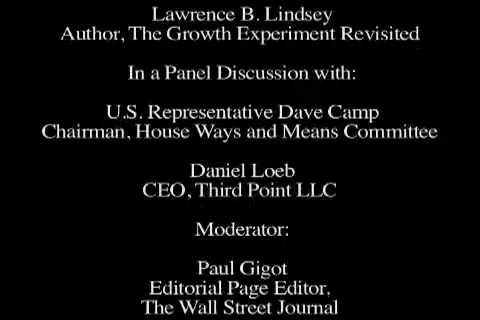 Lawrence B. Lindsey
Author, The Growth Experiment Revisited
In a Panel Discussion with:
U.S. Representative Dave Camp
Chairman, House Ways and Means Committee
Daniel Loeb
CEO, Third Point LLC
Moderator:
Paul Gigot
Editorial Page Editor,
The Wall Street Journal